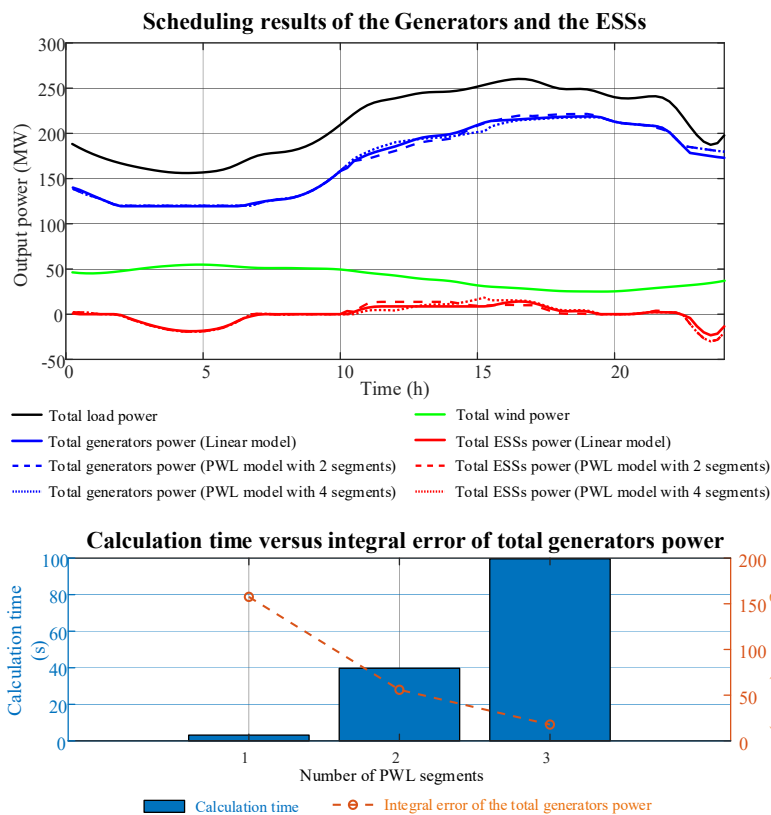 Scheduling results of the Generators and the ESSs
300
250
200
150
100
50
0
-50
Output power (MW)
0 5 10 15 20
Time (h)
Total load power
Total wind power
Total generators power (Linear model)
Total ESSs power (Linear model)
Total generators power (PWL model with 2 segments)
Total ESSs power (PWL model with 2 segments)
Total generators power (PWL model with 4 segments)
Total ESSs power (PWL model with 4 segments)
Calculation time versus integral error of total generators power
100
80
60
40
20
0
Calculation time
(s)
200
150
100
50
0
1 2 3
Number of PWL segments
Calculation time
Integral error of the total generators power